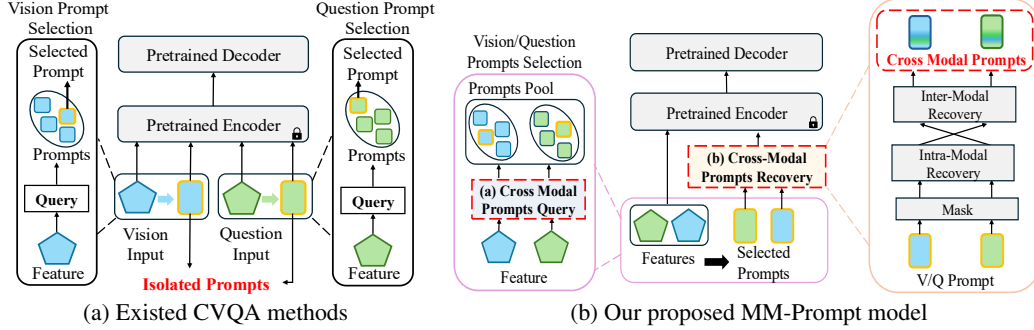 Vision Prompt
Selection
Selected
Prompt
Prompts
Query
Feature
Pretrained Decoder
Pretrained Encoder
Vision
Input
Question
Input
Isolated Prompts
Question Prompt
Selection
Selected
Prompt
Prompts
Query
Feature
(a) Existed CVQA methods
Vision/Question
Prompts Selection
Prompts Pool
(a) Cross Modal
Prompts Query
Feature
Pretrained Decoder
Pretrained Encoder
(b) Cross-Modal
Prompts Recovery
Features
Selected
Prompts
Cross Modal Prompts
Inter-Modal
Recovery
Intra-Modal
Recovery
Mask
V/Q Prompt
(b) Our proposed MM-Prompt model